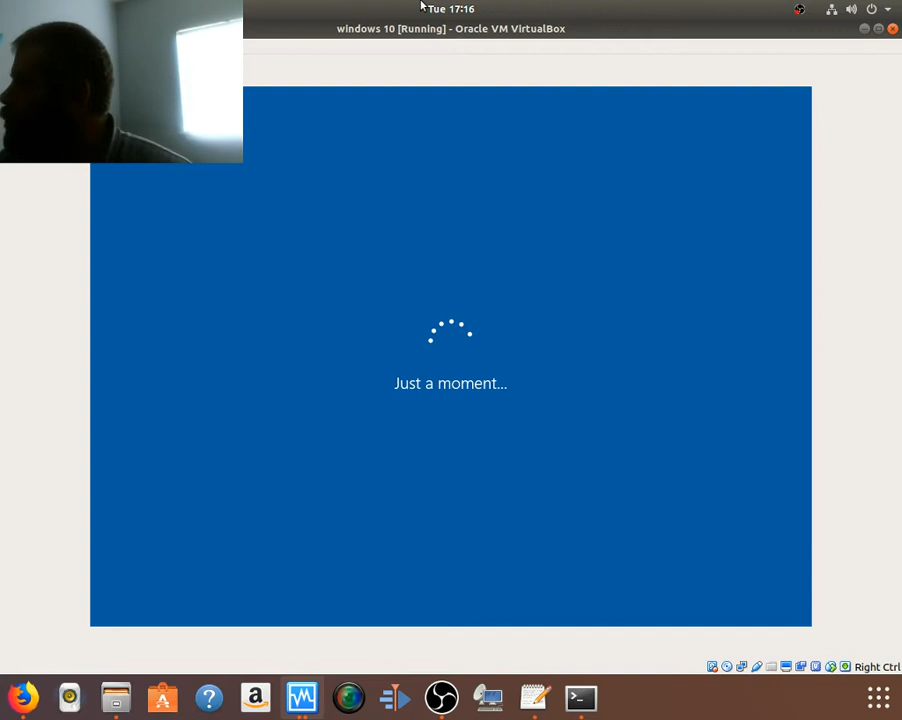 Tue 17:16
windows 10 [Running] - Oracle VM VirtualBox
Just a moment...
Right Ctrl